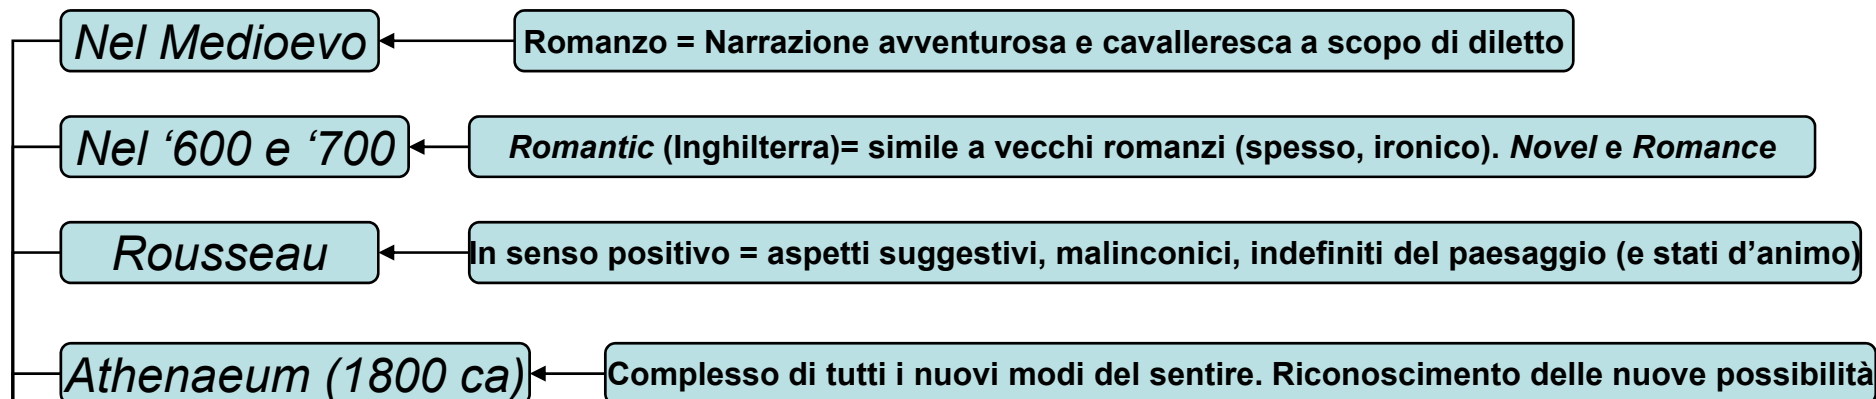 Nel Medioevo
Romanzo = Narrazione avventurosa e cavalleresca a scopo di diletto
Nel ‘600 e ‘700
Romantic (Inghilterra)= simile a vecchi romanzi (spesso, ironico). Novel e Romance
Rousseau
In senso positivo = aspetti suggestivi, malinconici, indefiniti del paesaggio (e stati d’animo)
Athenaeum (1800 ca)
Complesso di tutti i nuovi modi del sentire. Riconoscimento delle nuove possibilità